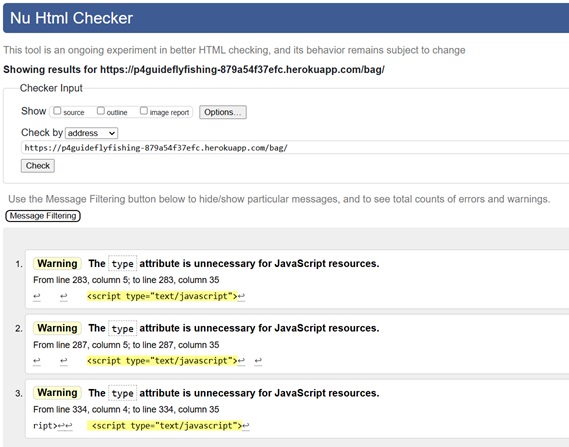 Nu Html Checker
This tool is an ongoing experiment in better HTML checking, and its behavior remains subject to change
Showing results for https://p4guideflyfishing-879a54f37efc.herokuapp.com/bag/
Checker Input
Show source outline image report Options...
Check by address
https://p4guideflyfishing-879a54f37efc.herokuapp.com/bag/
Check
Use the Message Filtering button below to hide/show particular messages, and to see total counts of errors and warnings.
Message Filtering
1. Warning The type attribute is unnecessary for JavaScript resources.
From line 283, column 5; to line 283, column 35
↩ ↩ <script type="text/javascript">↩
2. Warning The type attribute is unnecessary for JavaScript resources.
From line 287, column 5; to line 287, column 35
↩ ↩ <script type="text/javascript">↩ ↩
3. Warning The type attribute is unnecessary for JavaScript resources.
From line 334, column 4; to line 334, column 35
ript>↩↩ <script type="text/javascript">↩